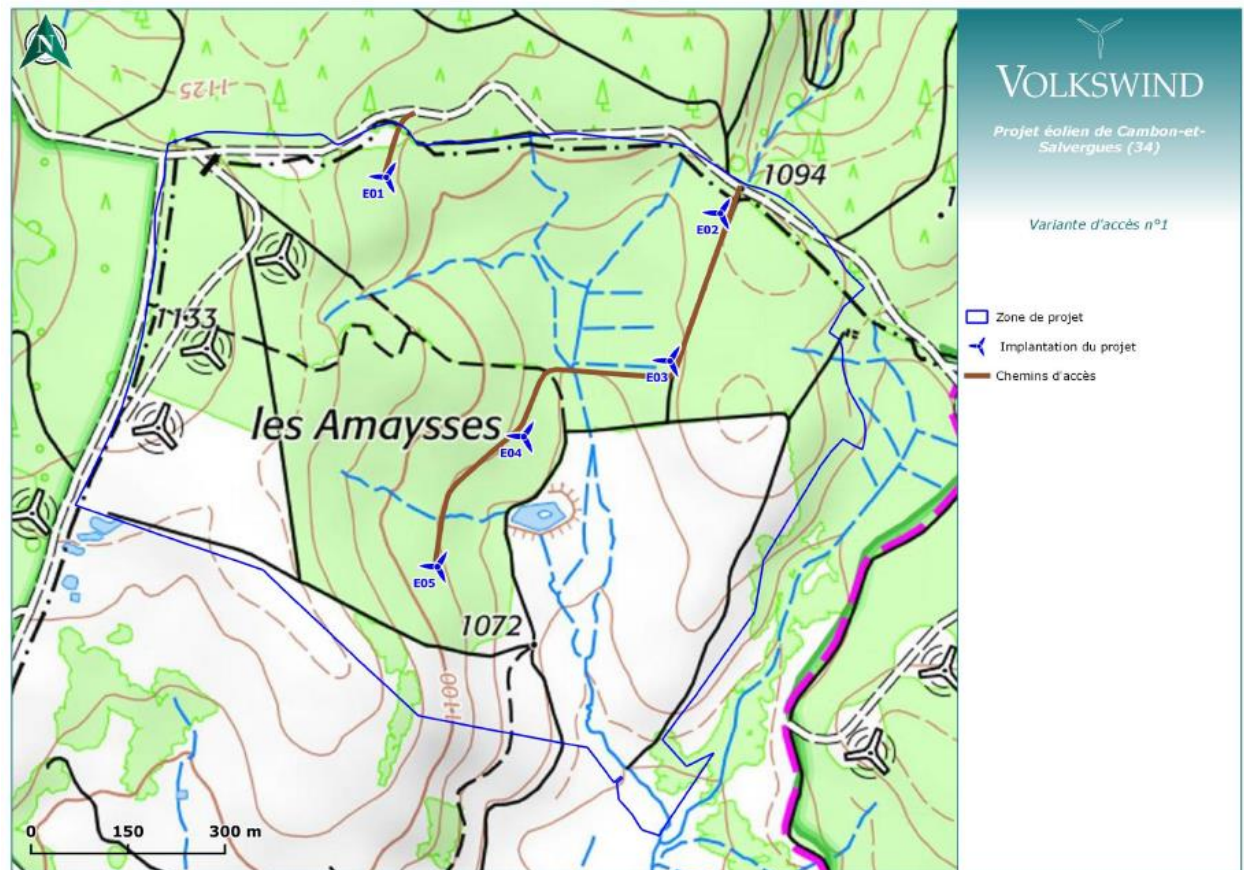 N
1125
E01
1094
E02
1133
E03
les Amaysses
E04
E05
1072
1100
0 150 300 m
VOLKSWIND
Projet éolien de Cambon-et-
Salvergues (34)
Variante d'accès n°1
Zone de projet
Implantation du projet
Chemins d'accès